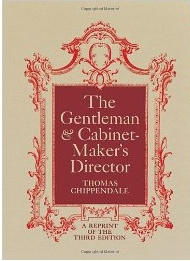 The
Gentleman
& Cabinet-
Maker's
Director
THOMAS
CHIPPENDALE
A REPRINT
OF THE
THIRD EDITION